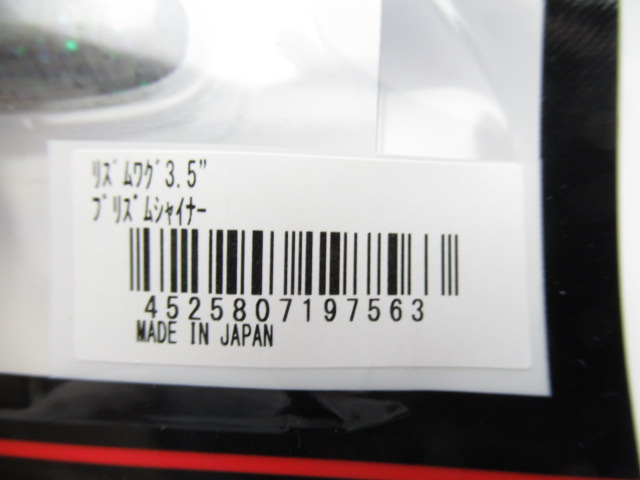 ﾘｽﾞﾑﾜｸﾞ3.5"
ﾌﾟﾘｽﾞﾑｼｬｲﾅｰ
4525807197563
MADE IN JAPAN